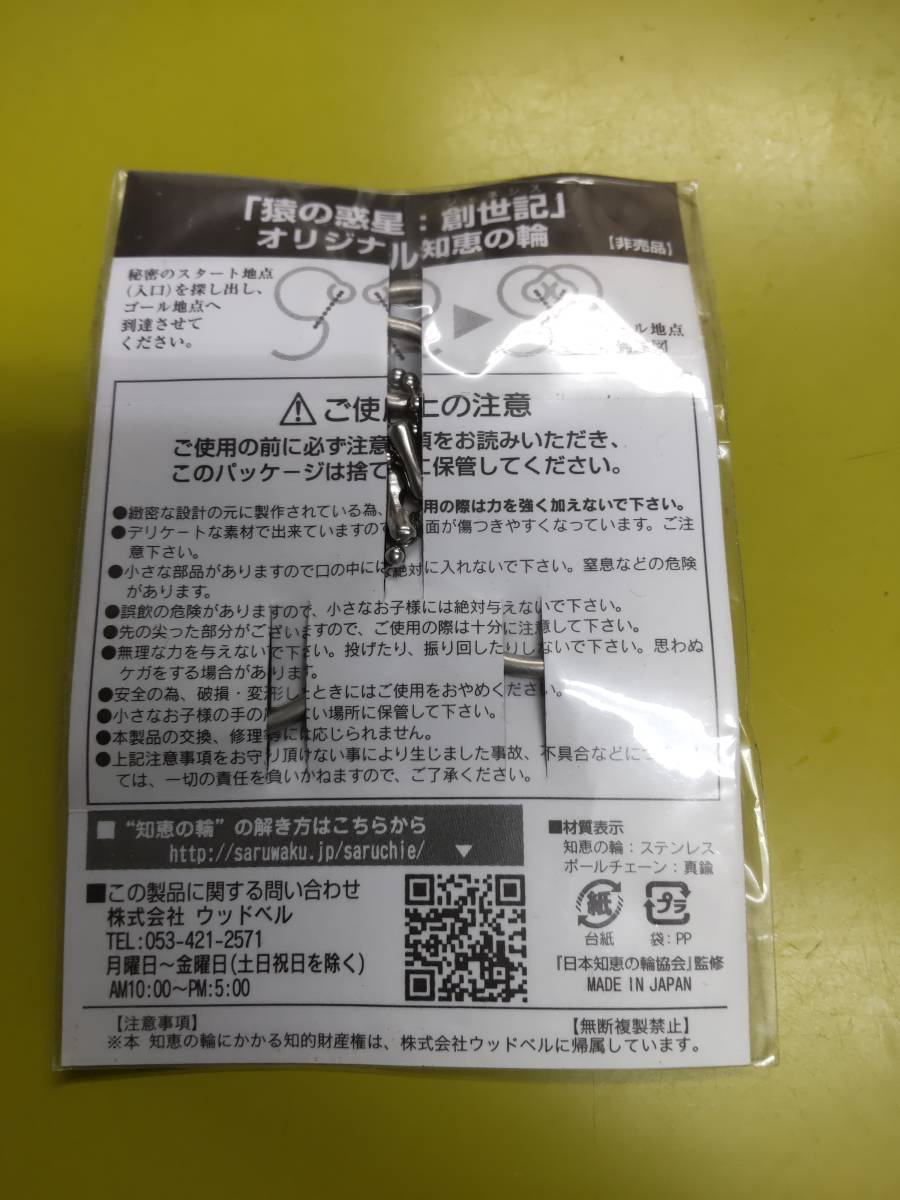 ジェネシス
「猿の惑星:創世記」
オリジナル知恵の輪
【非売品】
秘密のスタート地点
(入口)を探し出し、
ゴール地点へ
到達させて
ください。
ル地点
図
ご使用上の注意
ご使用の前に必ず注意 項をお読みいただき、
このパッケージは捨て に保管してください。
●緻密な設計の元に製作されている為、 用の際は力を強く加えないで下さい。
●デリケートな素材で出来ていますので 面が傷つきやすくなっています。ご注
意下さい。
●小さな部品がありますので口の中には絶対に入れないで下さい。窒息などの危険
があります。
●誤飲の危険がありますので、小さなお子様には絶対与えないで下さい。
●先の尖った部分がございますので、ご使用の際は十分に注意して下さい。
●無理な力を与えないで下さい。投げたり、振り回したりしないで下さい。思わぬ
ケガをする場合があります。
●安全の為、破損・変形したときにはご使用をおやめください。
●小さなお子様の手の ない場所に保管して下さい。
●本製品の交換、修理等には応じられません。
●上記注意事項をお守り頂けない事により生じました事故、不具合などにつ
ては、一切の責任を負いかねますので、ご了承ください。
■“知恵の輪”の解き方はこちらから
http://saruwaku.jp/saruchie/ ▼
■この製品に関する問い合わせ
株式会社 ウッドベル
TEL:053-421-2571
月曜日〜金曜日(土日祝日を除く)
AM10:00〜PM:5:00
■材質表示
知恵の輪:ステンレス
ボールチェーン:真鍮
紙 プラ
台紙 袋:PP
『日本知恵の輪協会』監修
MADE IN JAPAN
【注意事項】 【無断複製禁止】
※本 知恵の輪にかかる知的財産権は、株式会社ウッドベルに帰属しています。